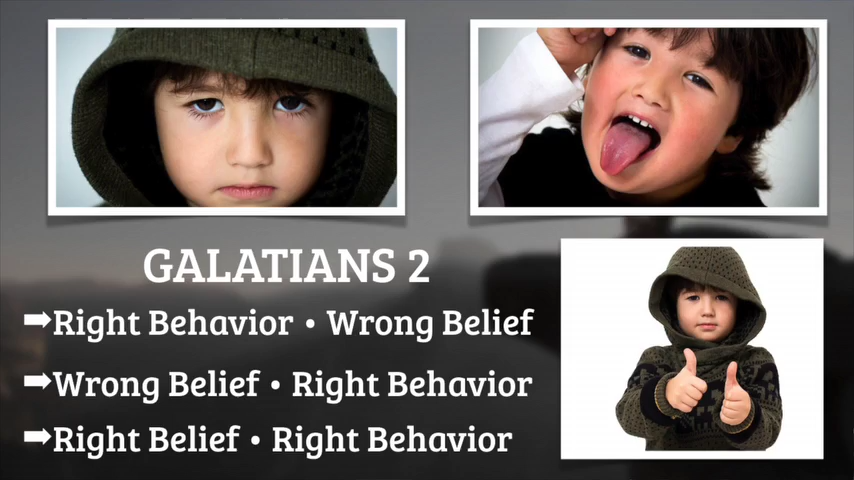 GALATIANS 2
➡Right Behavior • Wrong Belief
➡Wrong Belief • Right Behavior
➡Right Belief • Right Behavior